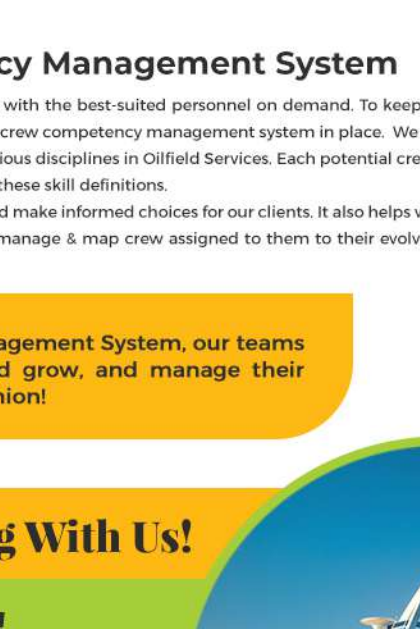 cy Management System
with the best-suited personnel on demand. To keep
crew competency management system in place. We
ious disciplines in Oilfield Services. Each potential cre
these skill definitions.
d make informed choices for our clients. It also helps
manage & map crew assigned to them to their evolv
agement System, our teams
d grow, and manage their
nion!
g With Us!